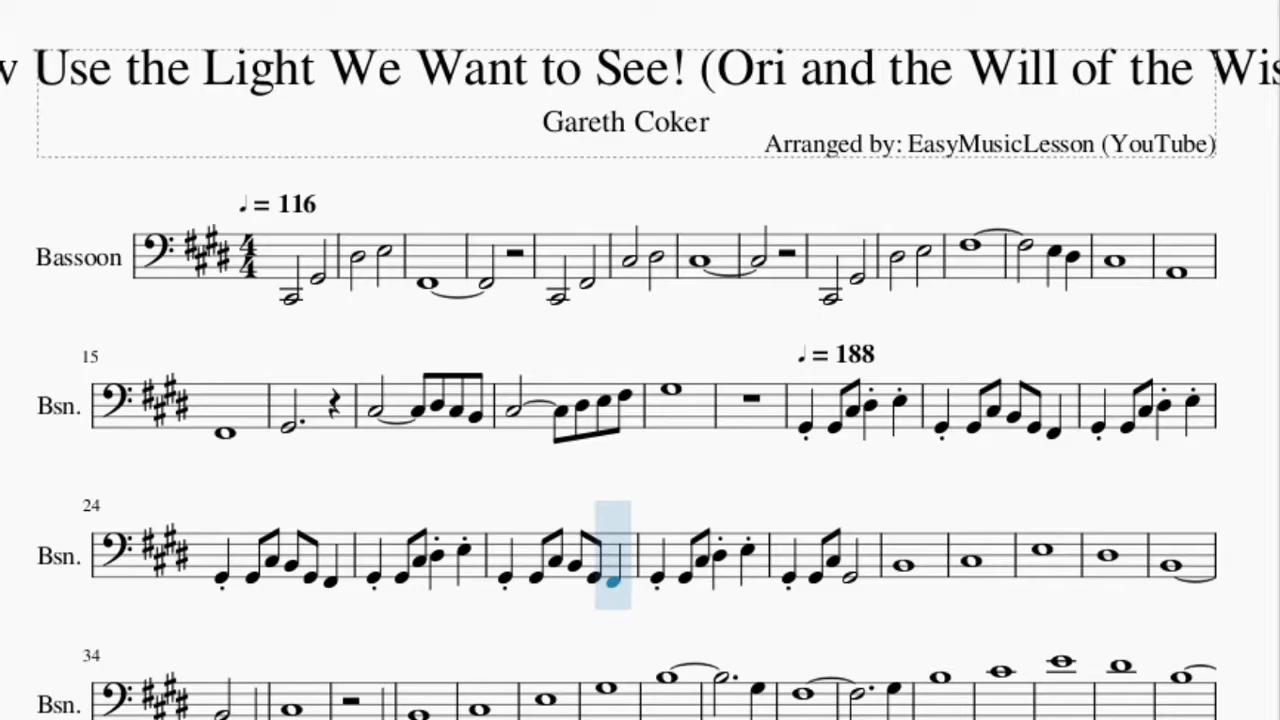 Use the Light We Want to See! (Ori and the Will of the
Gareth Coker
Arranged by: EasyMusicLesson (YouTube)
♩ = 116
Bassoon
4
4
15
♩ = 188
Bsn.
24
Bsn.
34
Bsn.